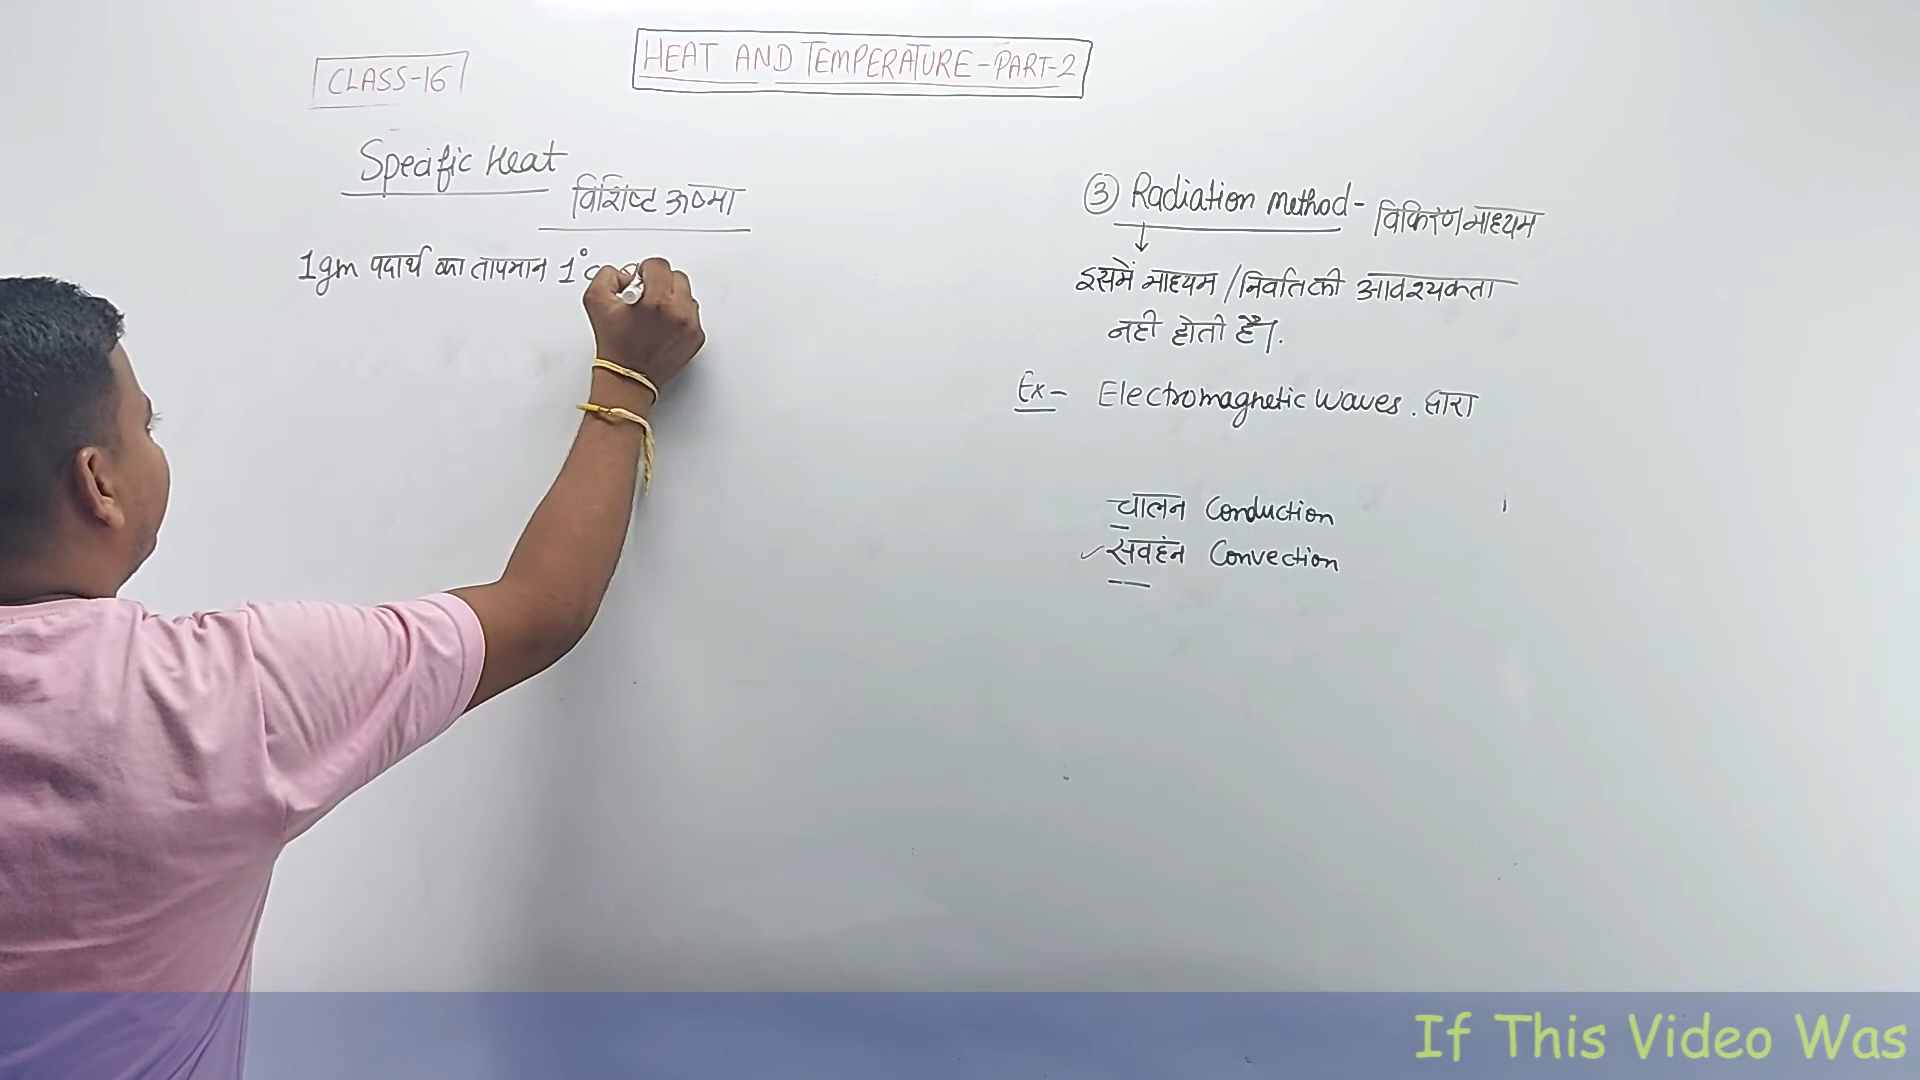 CLASS-16
HEAT AND TEMPERATURE-PART-2
Specific Heat
विशिष्ट ऊष्मा
1gm पदार्थ का तापमान 1°c
③ Radiation method- विकिरण माध्यम
↓
इसमें माध्यम / निर्वात की आवश्यकता
नही होती है।.
Ex- Electromagnetic Waves. द्वारा
चालन Conduction
✓सवहंन Convection
If This Video Was